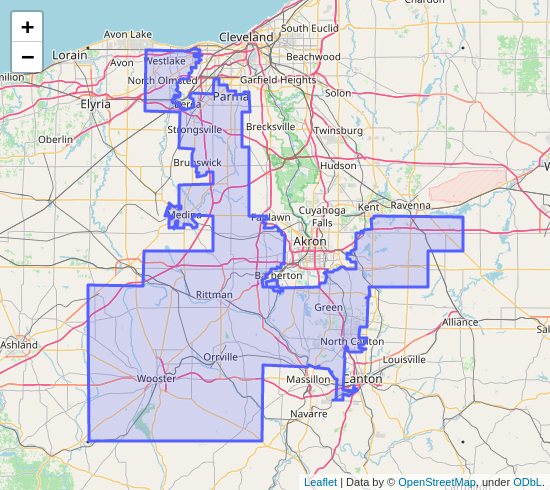 +
−
Avon Lake
South Euclid
Cleveland
Lorain
Avon
Westlake
Beachwood
North Olmsted
Garfield Heights
Solon
Elyria
Berea
Parma
Strongsville
Brecksville
Twinsburg
Oberlin
Brunswick
Hudson
Kent
Ravenna
Medina
Fairlawn
Cuyahoga
Falls
Akron
Barberton
Rittman
Green
Alliance
Ashland
North Canton
Orrville
Louisville
Wooster
Massillon
Canton
Navarre
Leaflet | Data by © OpenStreetMap, under ODbL.